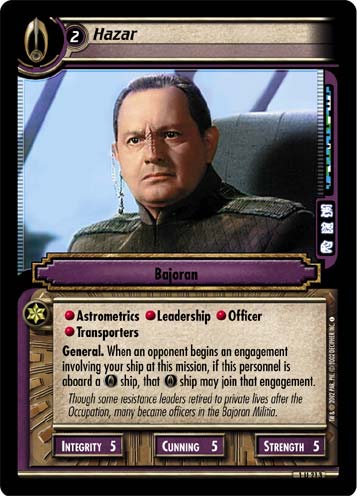 2 Hazar
Bajoran
Astrometrics Leadership Officer
Transporters
General. When an opponent begins an engagement
involving your ship at this mission, if this personnel is
aboard a ship, that ship may join that engagement.
Though some resistance leaders retired to private lives after the
Occupation, many became officers in the Bajoran Militia.
INTEGRITY 5 CUNNING 5 STRENGTH 5